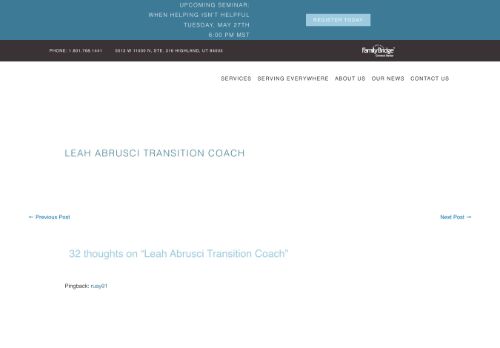 UPCOMING SEMINAR:
WHEN HELPING ISN'T HELPFUL
TUESDAY, MAY 27TH
6:00 PM MST
REGISTER TODAY
PHONE: 1.801.768.1441 5513 W 11000 N, STE. 216 HIGHLAND, UT 84003
FamilyBridge
SERVICES SERVING EVERYWHERE ABOUT US OUR NEWS CONTACT US
LEAH ABRUSCI TRANSITION COACH
← Previous Post Next Post →
32 thoughts on “Leah Abrusci Transition Coach”
Pingback: ruay91